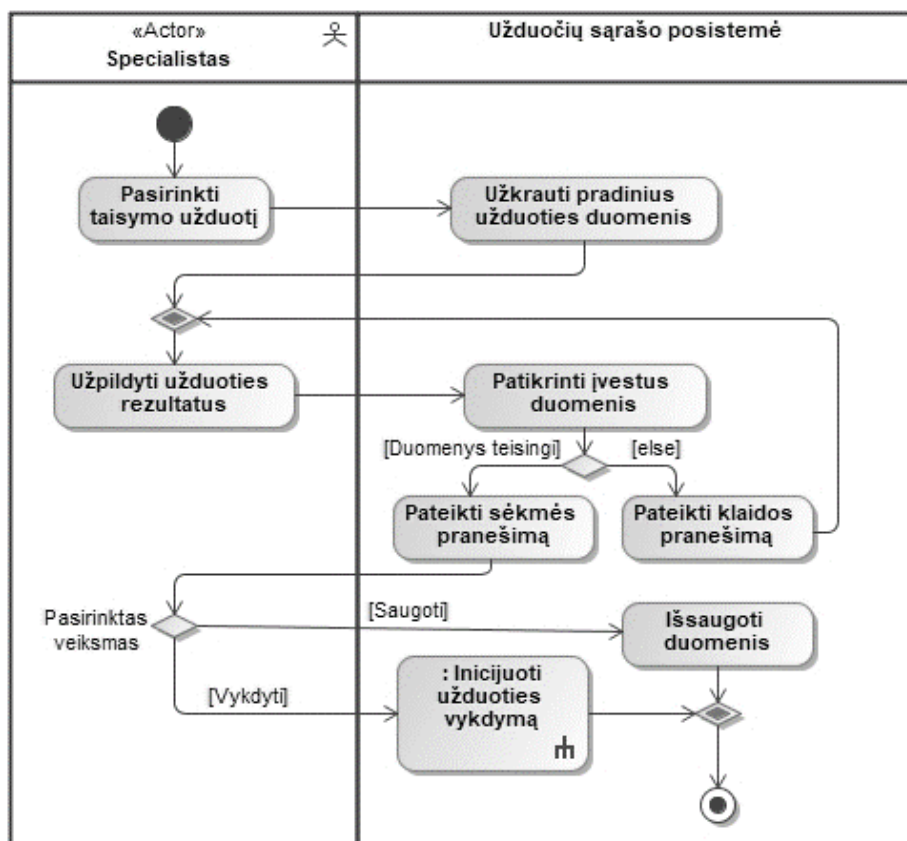 «Actor»
Specialistas
Užduočių sąrašo posistemė
Pasirinkti
taisymo užduotį
Užkrauti pradinius
užduoties duomenis
Užpildyti užduoties
rezultatus
Patikrinti įvestus
duomenis
[Duomenys teisingi]
[else]
Pateikti sėkmės
pranešimą
Pateikti klaidos
pranešimą
Pasirinktas
veiksmas
[Saugoti]
Išsaugoti
duomenis
[Vykdyti]
: Inicijuoti
užduoties
vykdymą